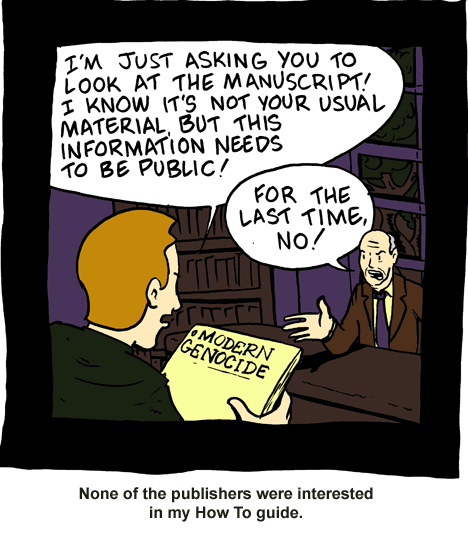 I'M JUST ASKING YOU TO
LOOK AT THE MANUSCRIPT!
I KNOW IT'S NOT YOUR USUAL
MATERIAL, BUT THIS
INFORMATION NEEDS
TO BE PUBLIC!
FOR THE
LAST TIME,
NO!
MODERN
GENOCIDE
None of the publishers were interested
in my How To guide.